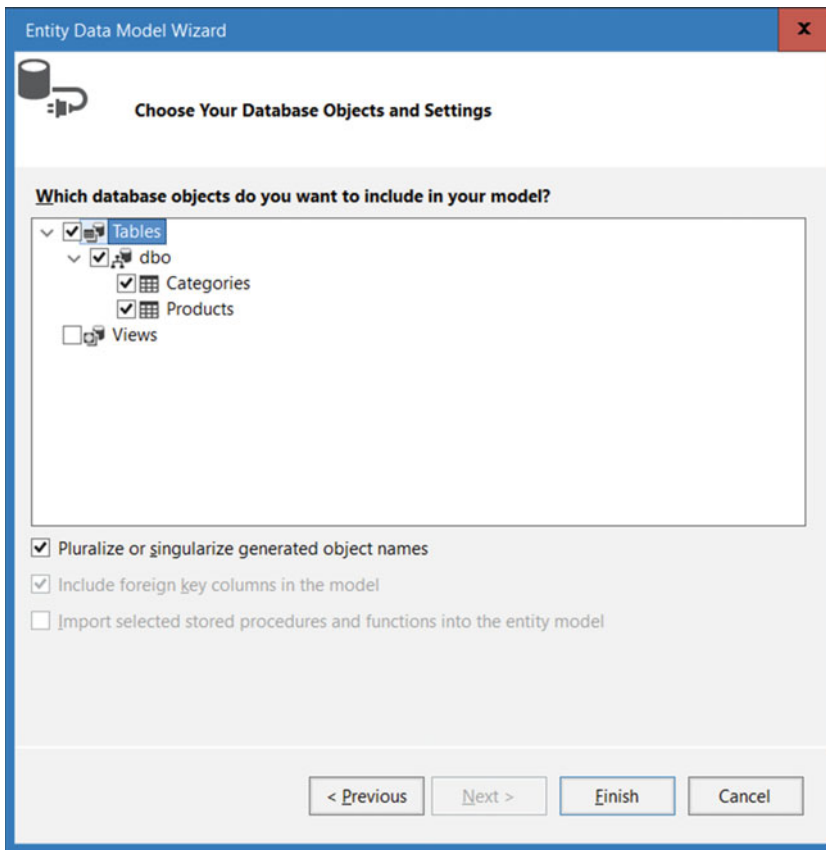 Entity Data Model Wizard
x
Choose Your Database Objects and Settings
Which database objects do you want to include in your model?
Tables
dbo
Categories
Products
Views
Pluralize or singularize generated object names
Include foreign key columns in the model
Import selected stored procedures and functions into the entity model
< Previous Next > Finish Cancel